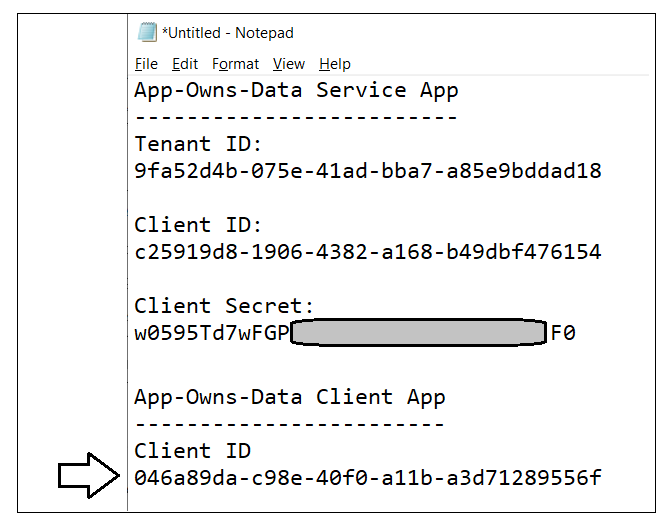 *Untitled - Notepad
File Edit Format View Help
App-Owns-Data Service App
-------------------------
Tenant ID:
9fa52d4b-075e-41ad-bba7-a85e9bddad18
Client ID:
c25919d8-1906-4382-a168-b49dbf476154
Client Secret:
w0595Td7wFGP F0
App-Owns-Data Client App
------------------------
Client ID
046a89da-c98e-40f0-a11b-a3d71289556f